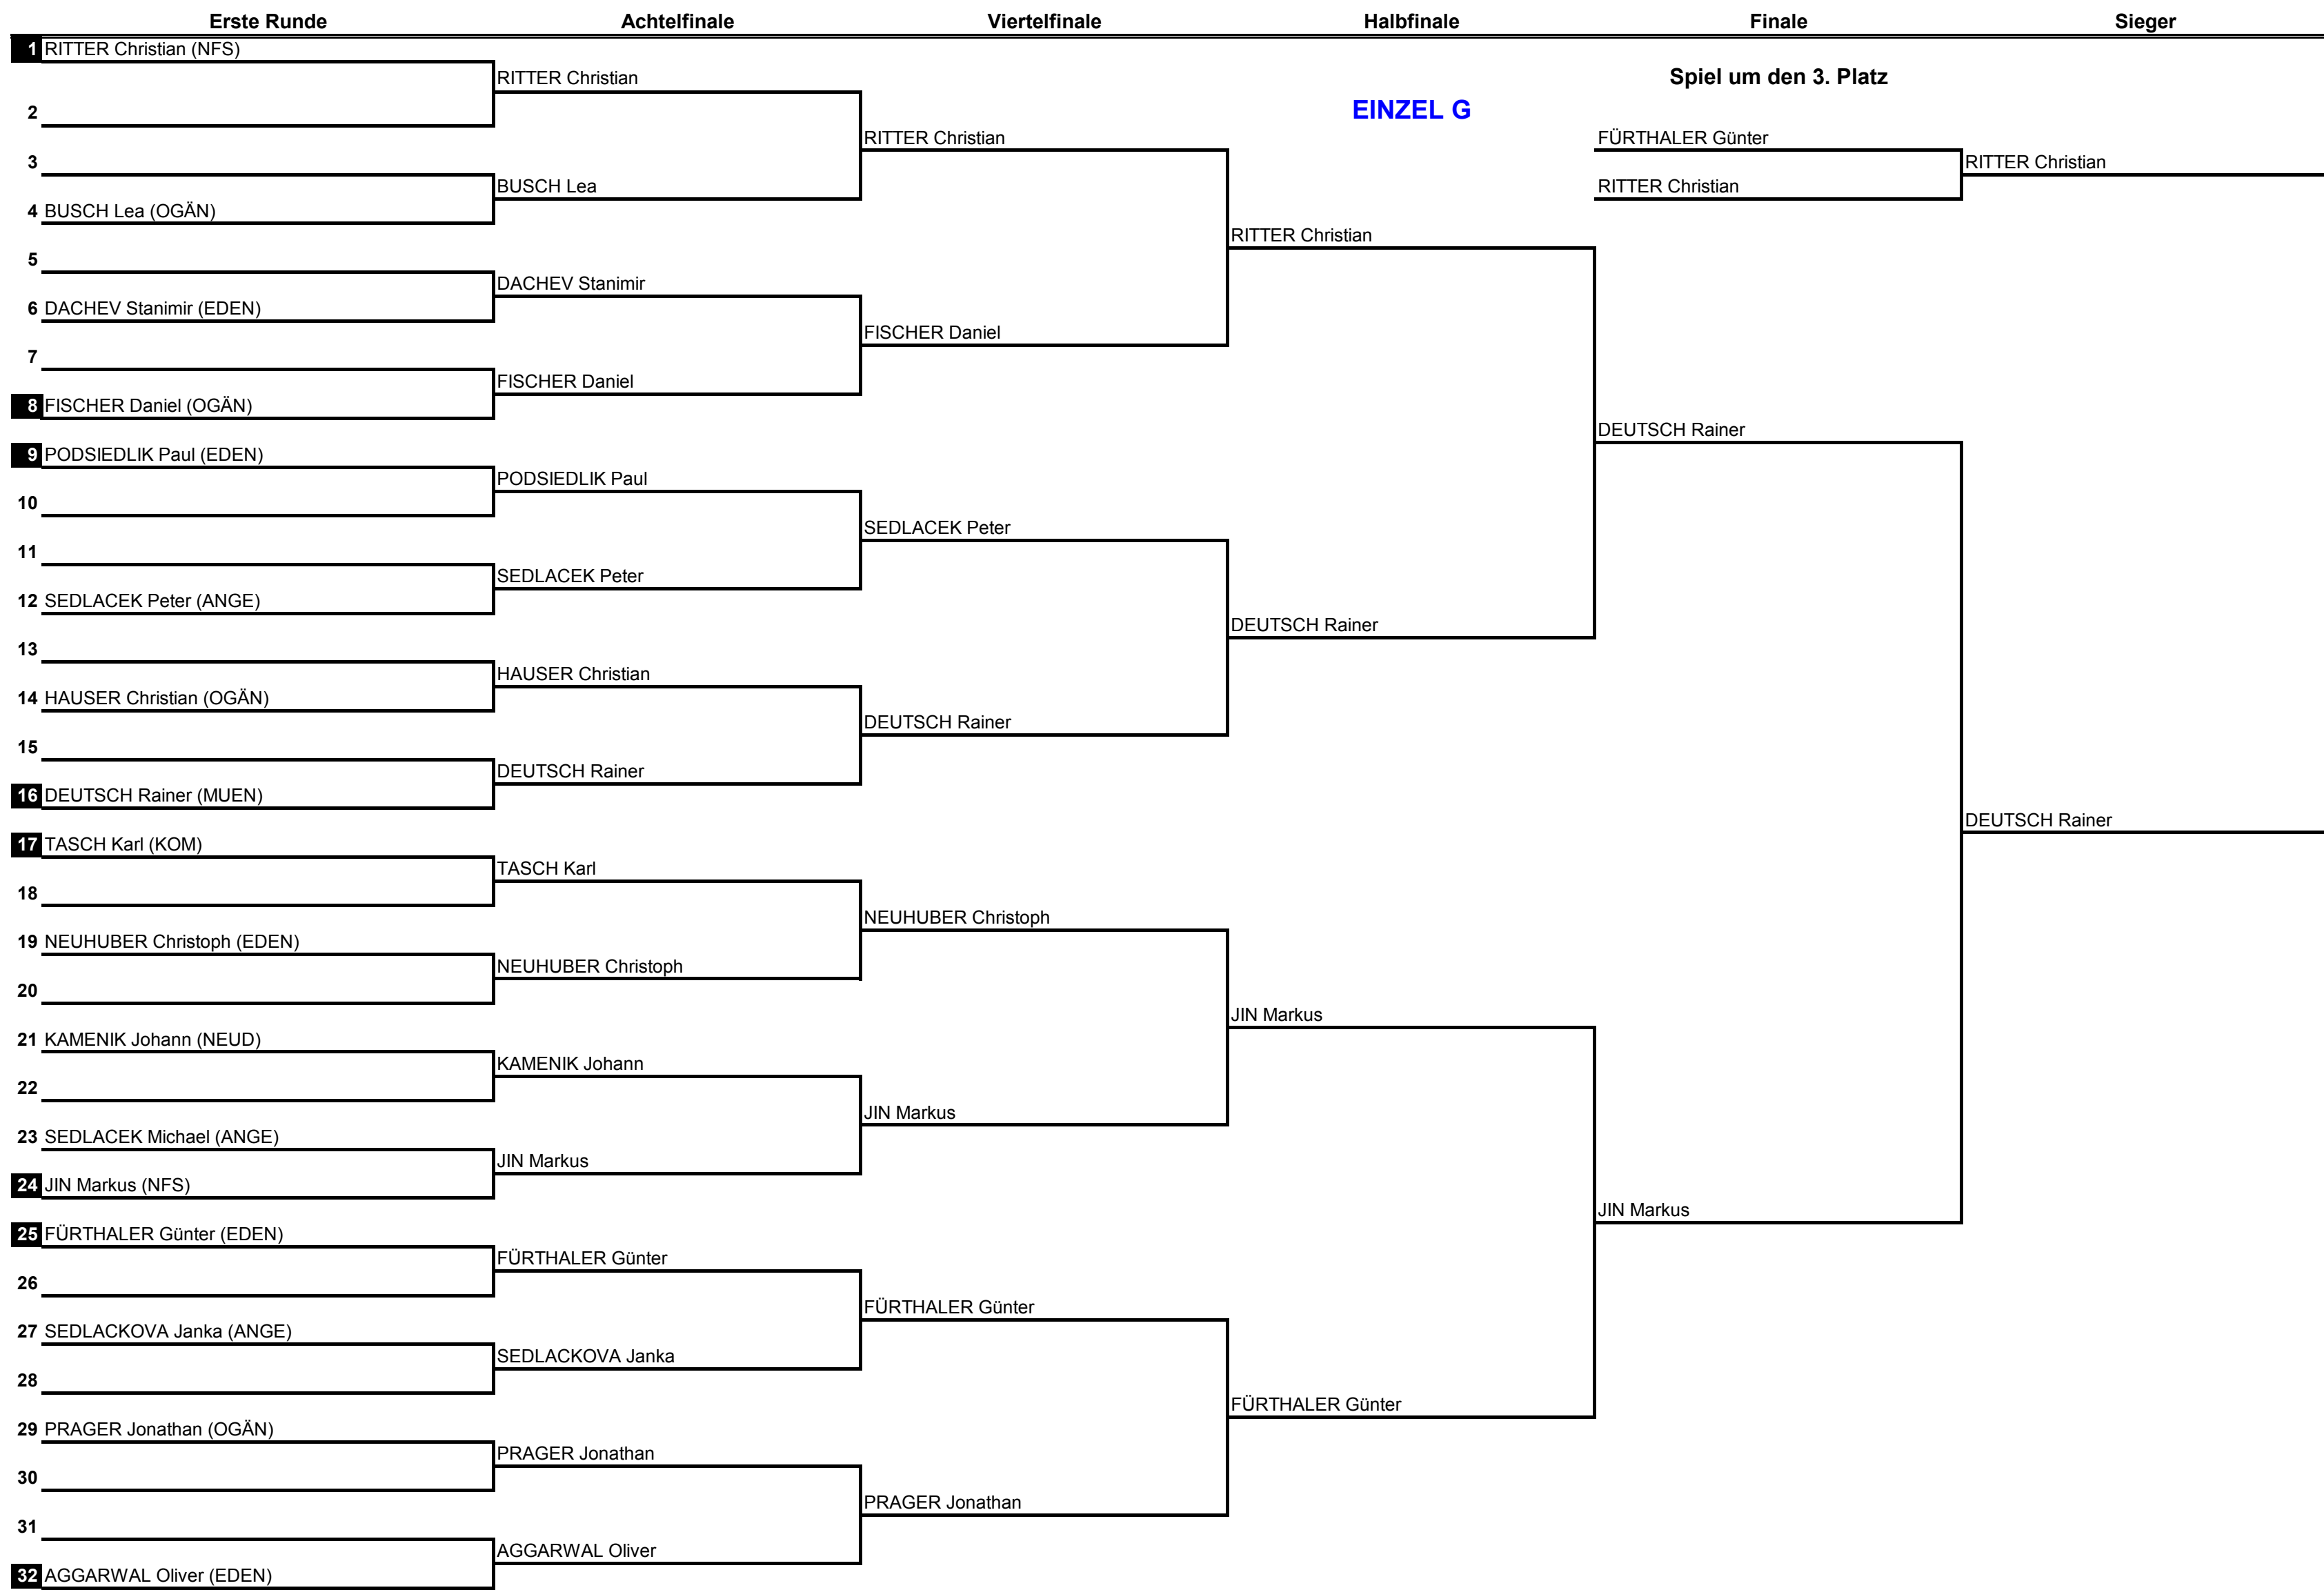 Erste Runde Achtelfinale Viertelfinale Halbfinale Finale Sieger
1 RITTER Christian (NFS)
RITTER Christian
Spiel um den 3. Platz
2
EINZEL G
RITTER Christian
FÜRTHALER Günter
3
RITTER Christian
BUSCH Lea
RITTER Christian
4 BUSCH Lea (OGÄN)
RITTER Christian
5
DACHEV Stanimir
6 DACHEV Stanimir (EDEN)
FISCHER Daniel
7
FISCHER Daniel
8 FISCHER Daniel (OGÄN)
DEUTSCH Rainer
9 PODSIEDLIK Paul (EDEN)
PODSIEDLIK Paul
10
SEDLACEK Peter
11
SEDLACEK Peter
12 SEDLACEK Peter (ANGE)
DEUTSCH Rainer
13
HAUSER Christian
14 HAUSER Christian (OGÄN)
DEUTSCH Rainer
15
DEUTSCH Rainer
16 DEUTSCH Rainer (MUEN)
DEUTSCH Rainer
17 TASCH Karl (KOM)
TASCH Karl
18
NEUHUBER Christoph
19 NEUHUBER Christoph (EDEN)
NEUHUBER Christoph
20
JIN Markus
21 KAMENIK Johann (NEUD)
KAMENIK Johann
22
JIN Markus
23 SEDLACEK Michael (ANGE)
JIN Markus
24 JIN Markus (NFS)
JIN Markus
25 FÜRTHALER Günter (EDEN)
FÜRTHALER Günter
26
FÜRTHALER Günter
27 SEDLACKOVA Janka (ANGE)
SEDLACKOVA Janka
28
FÜRTHALER Günter
29 PRAGER Jonathan (OGÄN)
PRAGER Jonathan
30
PRAGER Jonathan
31
AGGARWAL Oliver
32 AGGARWAL Oliver (EDEN)